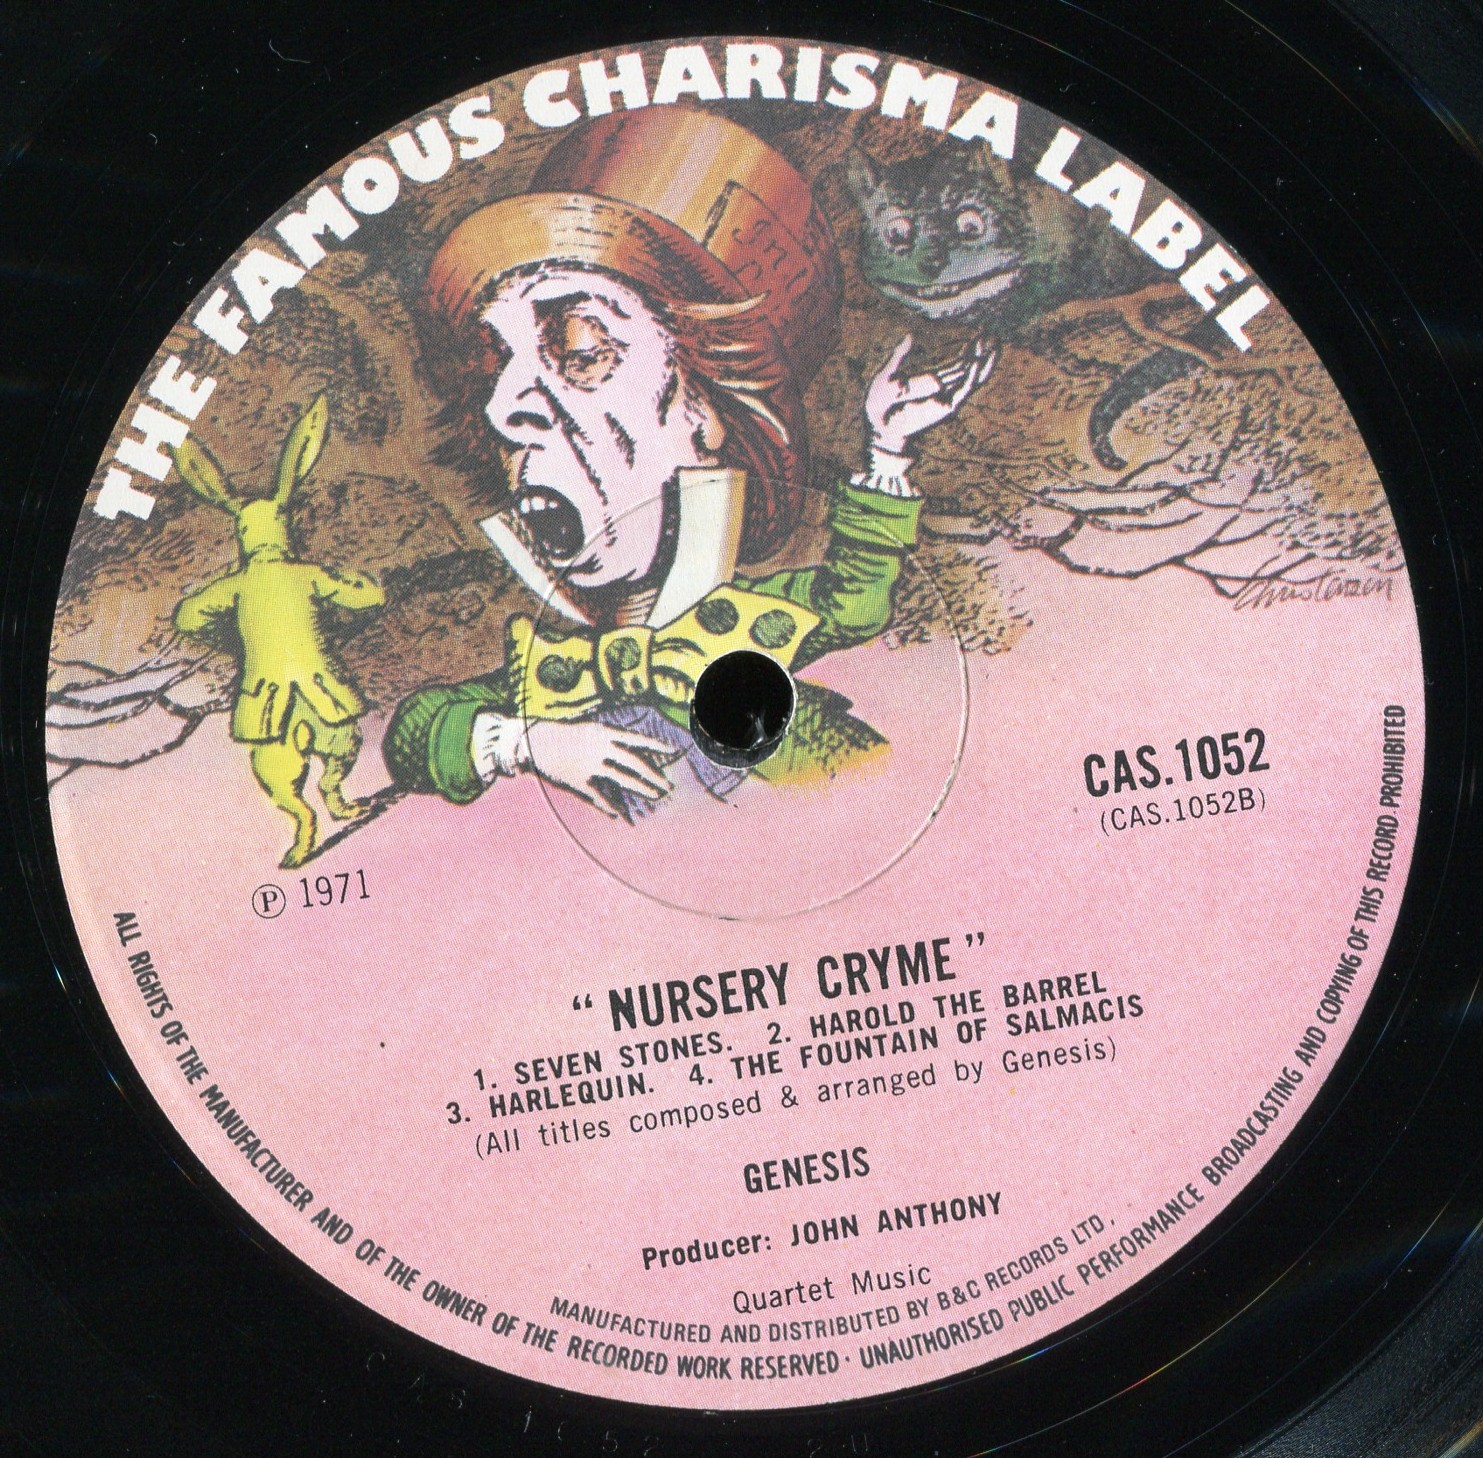 THE FAMOUS CHARISMA LABEL
CAS.1052
(CAS.1052B)
Ⓟ 1971
“NURSERY CRYME”
1. SEVEN STONES. 2. HAROLD THE BARREL
3. HARLEQUIN. 4. THE FOUNTAIN OF SALMACIS
(All titles composed & arranged by Genesis)
GENESIS
Producer: JOHN ANTHONY
Quartet Music
MANUFACTURED AND DISTRIBUTED BY B&C RECORDS LTD.
ALL RIGHTS OF THE MANUFACTURER AND OF THE OWNER OF THE RECORDED WORK RESERVED · UNAUTHORISED PUBLIC PERFORMANCE BROADCASTING AND COPYING OF THIS RECORD PROHIBITED